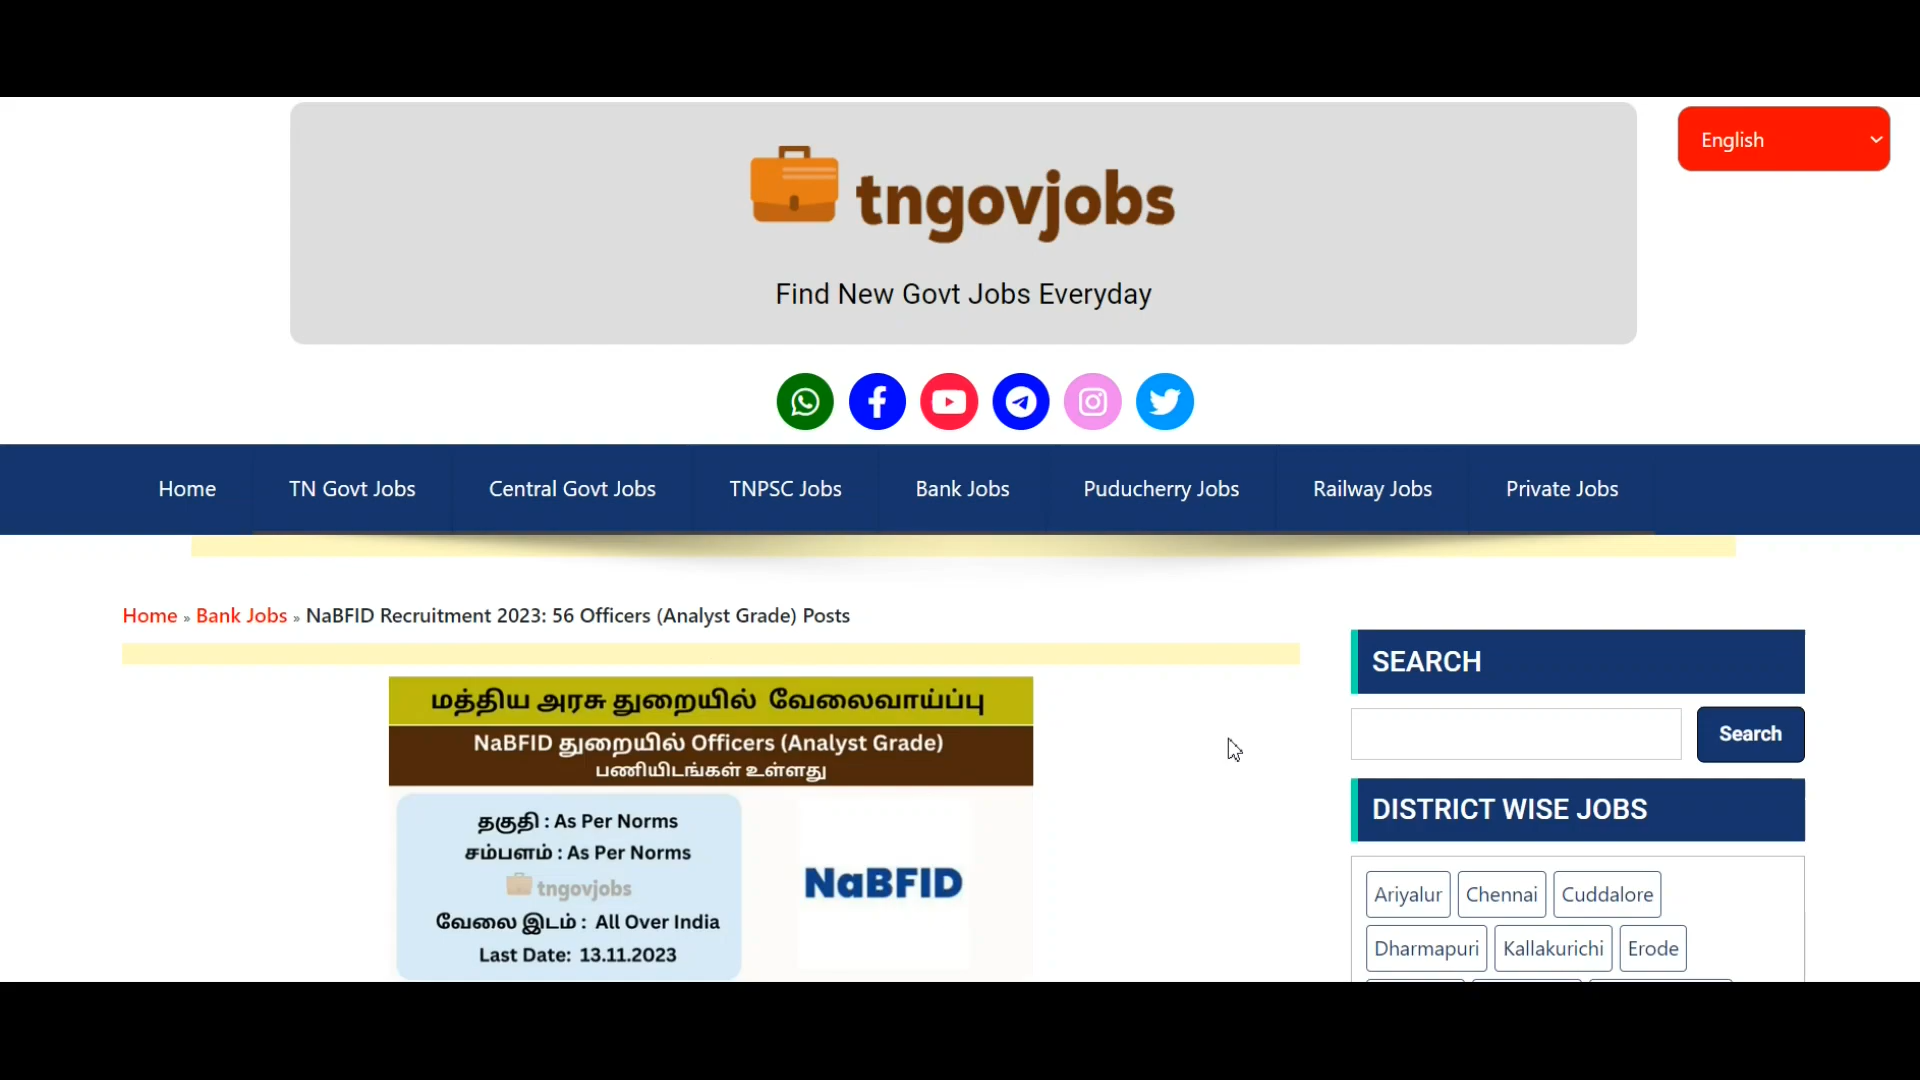 tngovjobs
Find New Govt Jobs Everyday
English
Home
TN Govt Jobs
Central Govt Jobs
TNPSC Jobs
Bank Jobs
Puducherry Jobs
Railway Jobs
Private Jobs
Home » Bank Jobs » NaBFID Recruitment 2023: 56 Officers (Analyst Grade) Posts
மத்திய அரசு துறையில் வேலைவாய்ப்பு
NaBFID துறையில் Officers (Analyst Grade)
பணியிடங்கள் உள்ளது
தகுதி : As Per Norms
சம்பளம் : As Per Norms
tngovjobs
வேலை இடம் : All Over India
Last Date: 13.11.2023
NaBFID
SEARCH
Search
DISTRICT WISE JOBS
Ariyalur Chennai Cuddalore
Dharmapuri Kallakurichi Erode